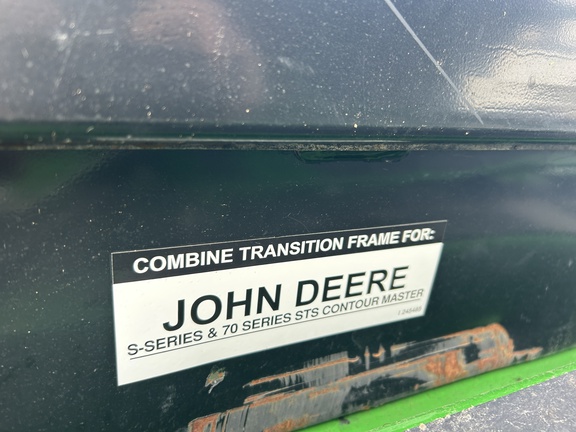 COMBINE TRANSITION FRAME FOR:
JOHN DEERE
S-SERIES & 70 SERIES STS CONTOUR MASTER